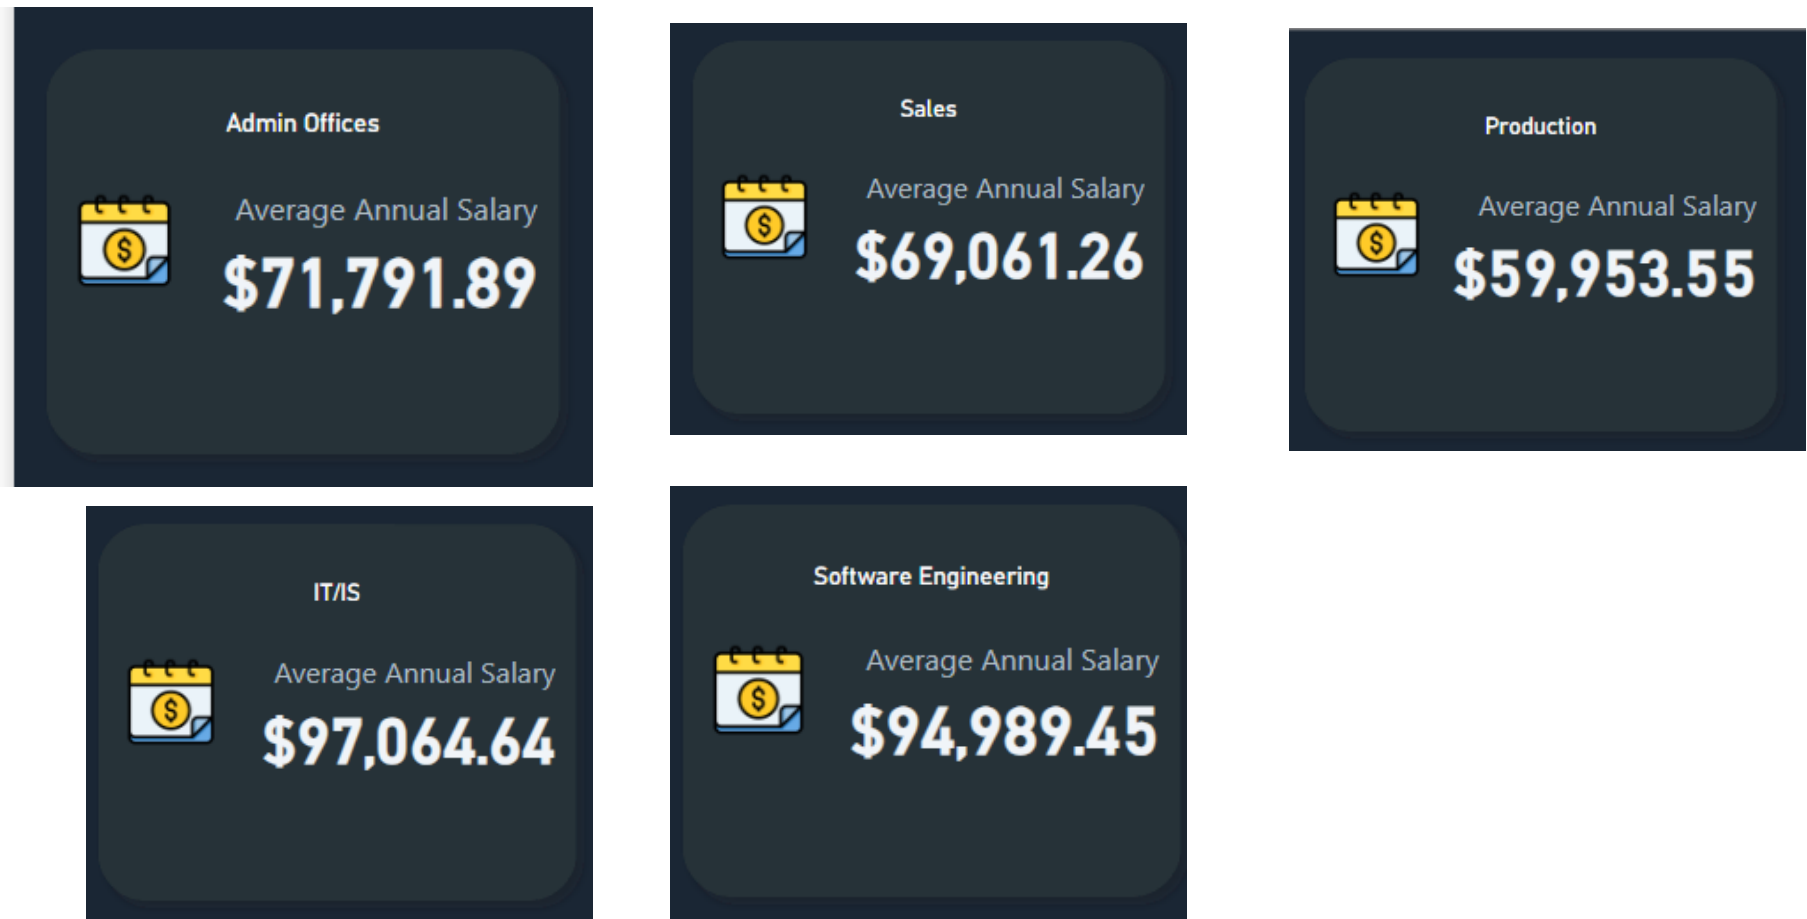 Admin Offices
Average Annual Salary
$71,791.89
Sales
Average Annual Salary
$69,061.26
Production
Average Annual Salary
$59,953.55
IT/IS
Average Annual Salary
$97,064.64
Software Engineering
Average Annual Salary
$94,989.45